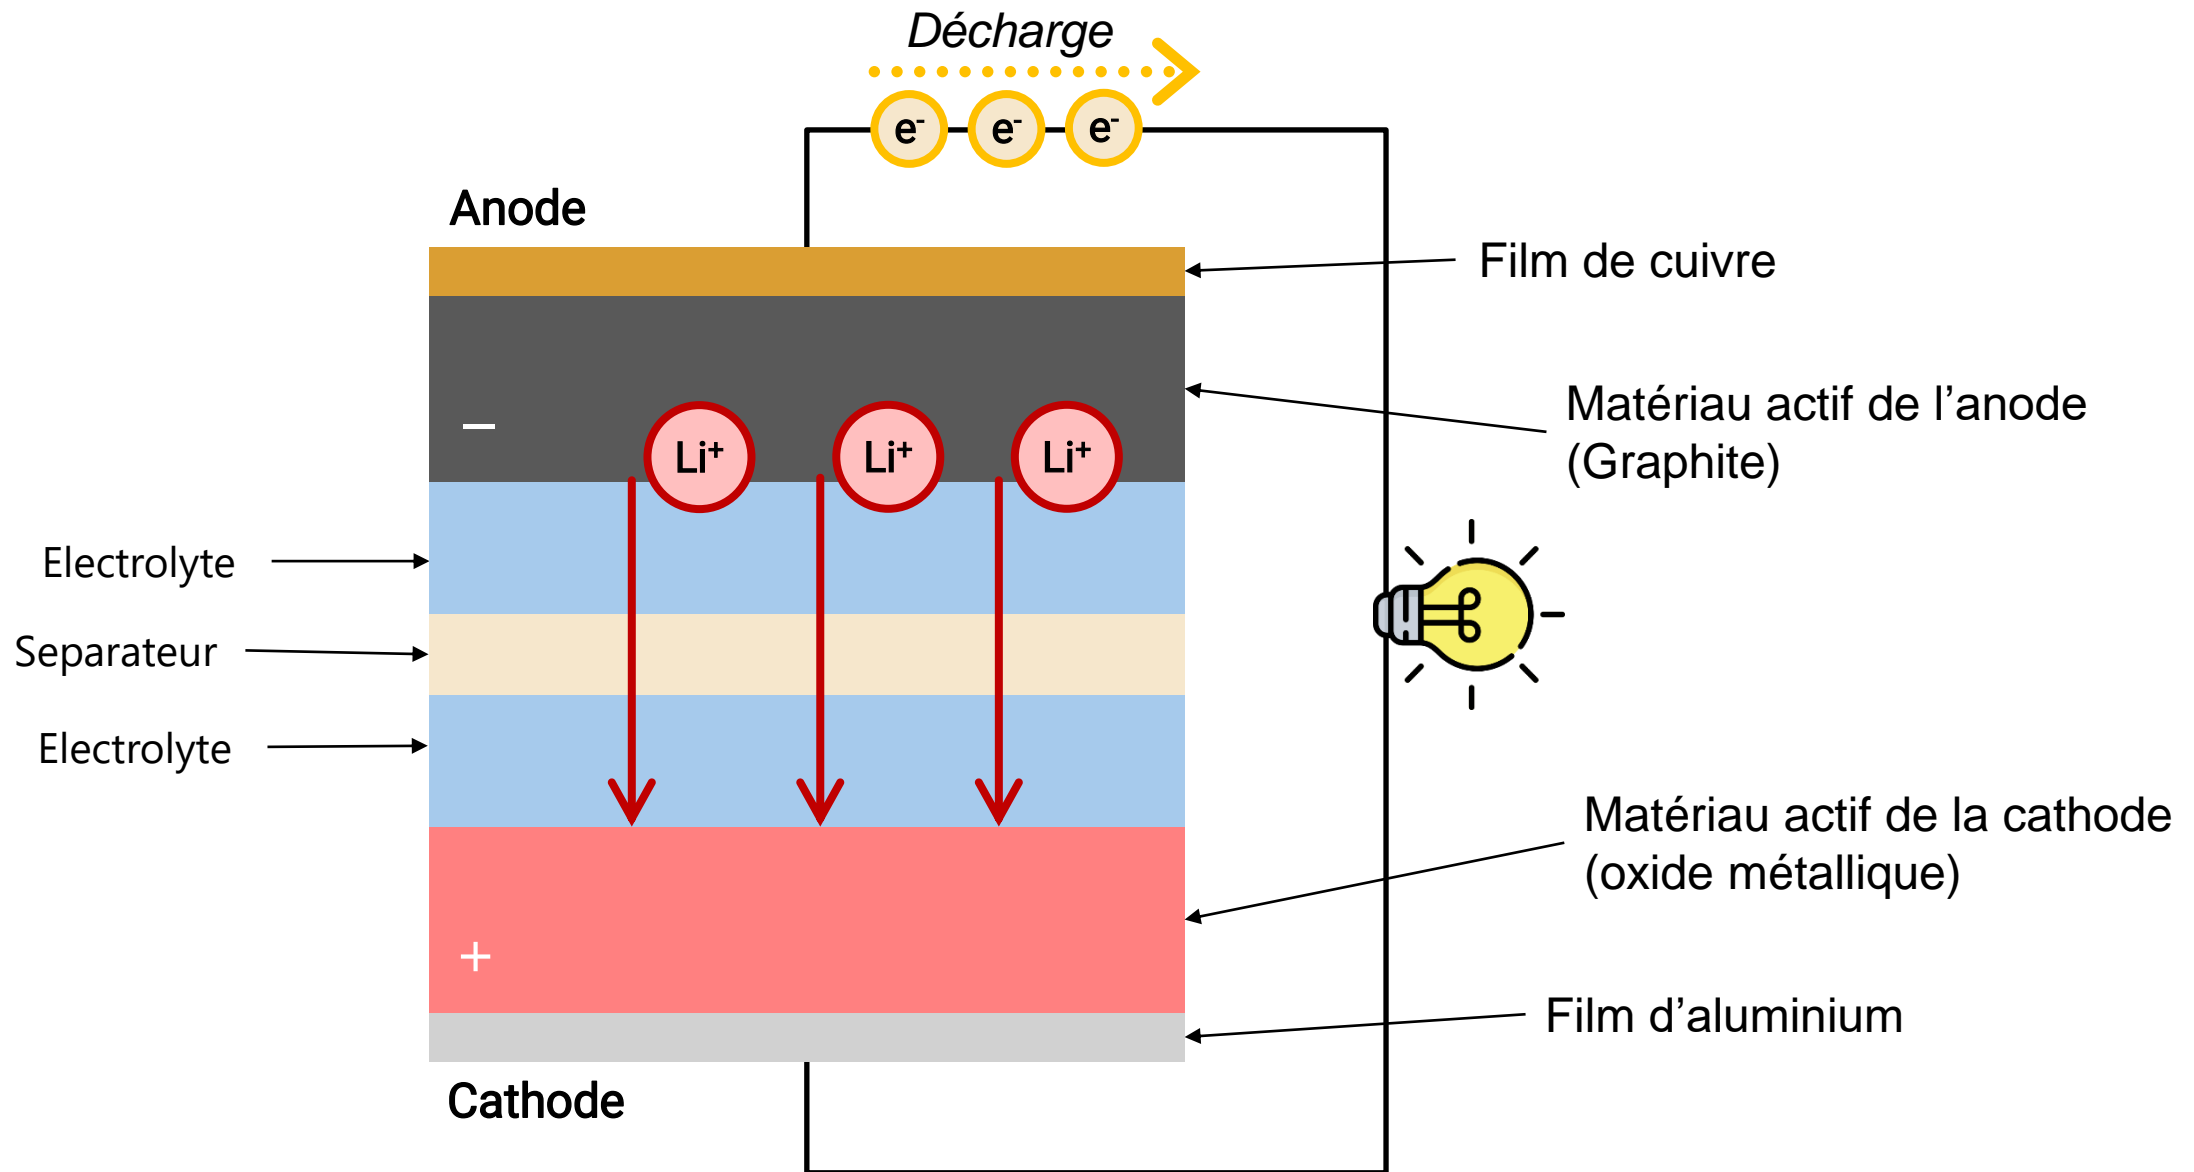 Décharge
e⁻ e⁻ e⁻
Anode
Film de cuivre
Matériau actif de l’anode
(Graphite)
−
Li⁺ Li⁺ Li⁺
Electrolyte
Separateur
Electrolyte
Matériau actif de la cathode
(oxide métallique)
+
Film d’aluminium
Cathode